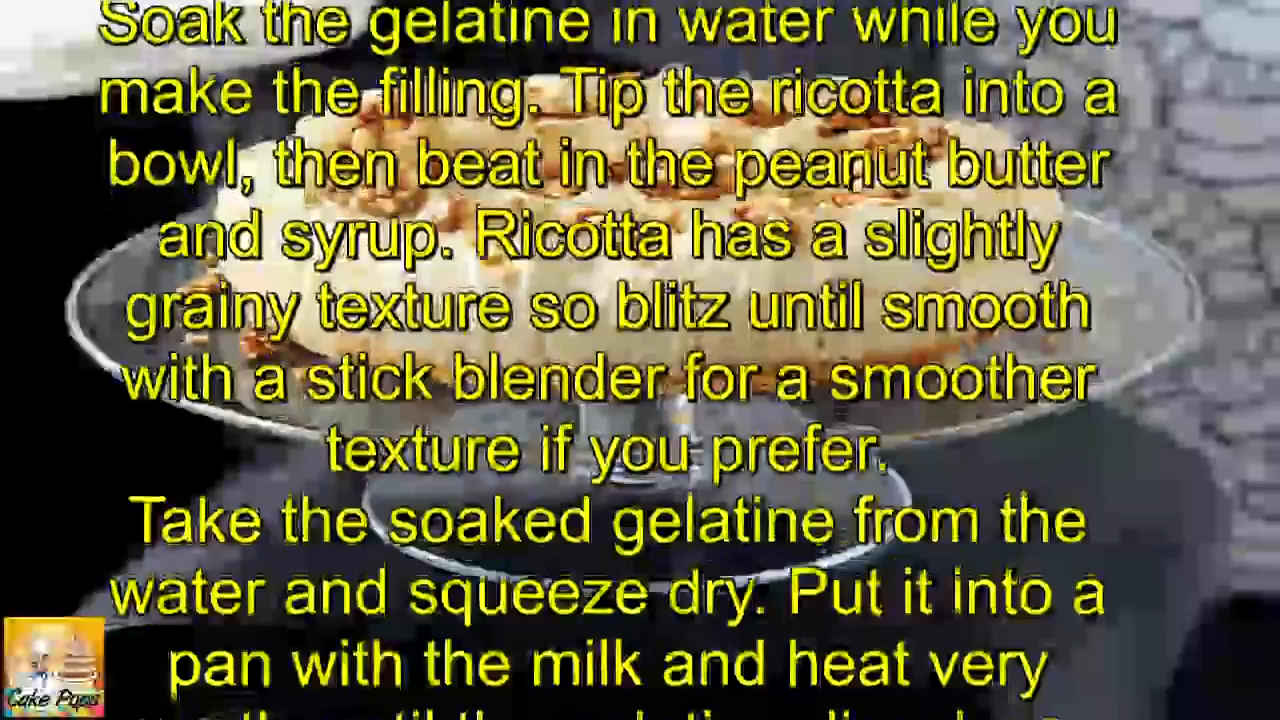 Soak the gelatine in water while you
make the filling. Tip the ricotta into a
bowl, then beat in the peanut butter
and syrup. Ricotta has a slightly
grainy texture so blitz until smooth
with a stick blender for a smoother
texture if you prefer.
Take the soaked gelatine from the
water and squeeze dry. Put it into a
pan with the milk and heat very
Cake Pops